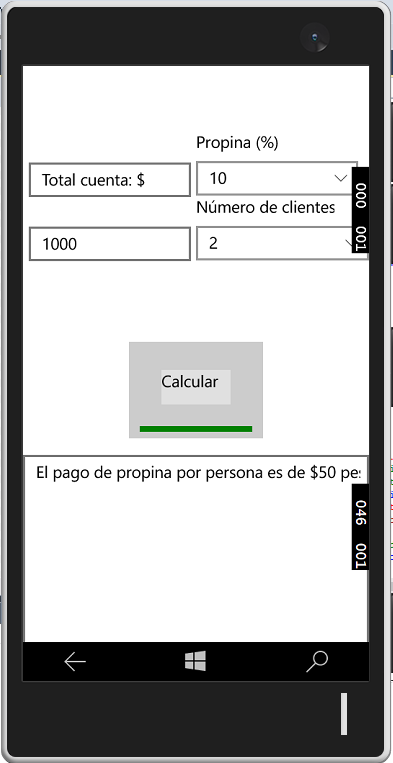 Propina (%)
Total cuenta: $
10
000 001
Número de clientes
1000
2
Calcular
El pago de propina por persona es de $50
046 001